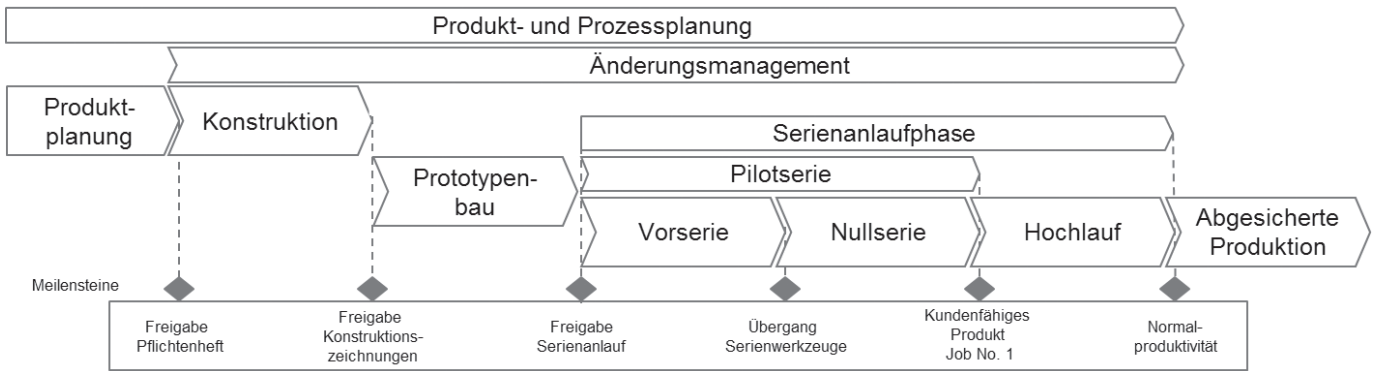 Produkt- und Prozessplanung
Änderungsmanagement
Produkt-
planung
Konstruktion
Serienanlaufphase
Prototypen-
bau
Pilotserie
Vorserie
Nullserie
Hochlauf
Abgesicherte
Produktion
Meilensteine
Freigabe
Pflichtenheft
Freigabe
Konstruktions-
zeichnungen
Freigabe
Serienanlauf
Übergang
Serienwerkzeuge
Kundenfähiges
Produkt
Job No. 1
Normal-
produktivität